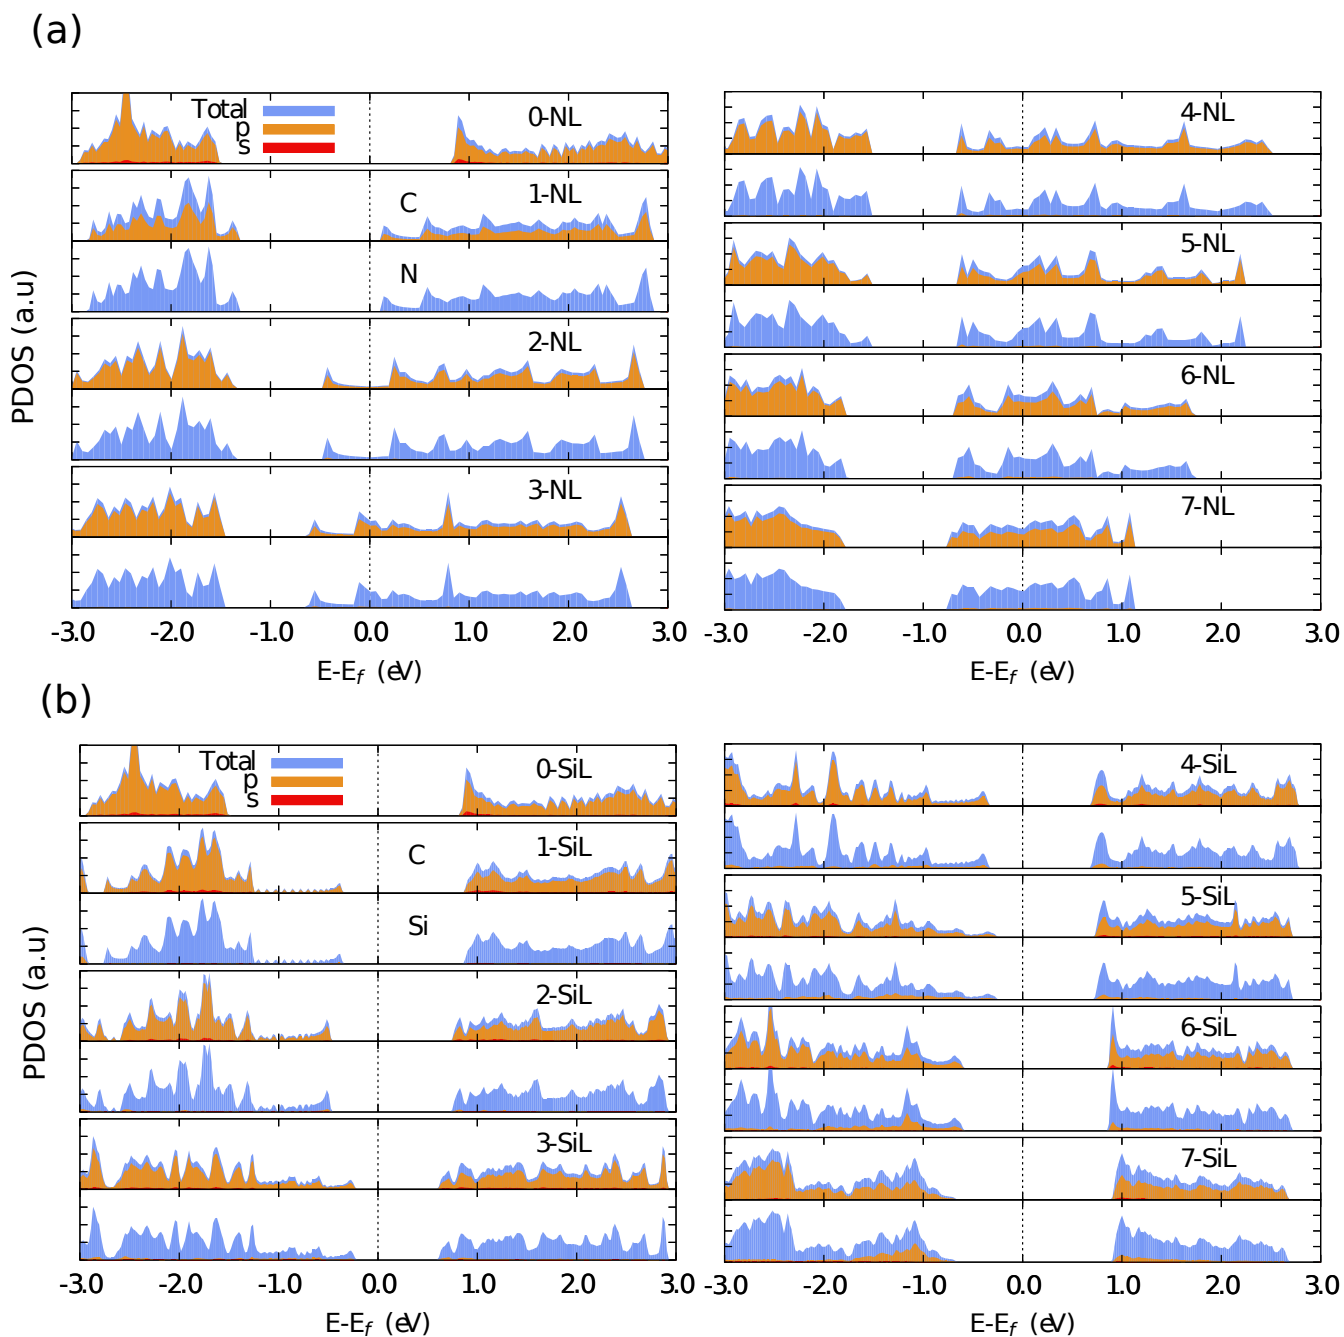 (a)
Total
p
s
0-NL
C
1-NL
N
2-NL
3-NL
PDOS (a.u)
-3.0 -2.0 -1.0 0.0 1.0 2.0 3.0
E-Ef (eV)
4-NL
5-NL
6-NL
7-NL
-3.0 -2.0 -1.0 0.0 1.0 2.0 3.0
E-Ef (eV)
(b)
Total
p
s
0-SiL
C
1-SiL
Si
2-SiL
3-SiL
PDOS (a.u)
-3.0 -2.0 -1.0 0.0 1.0 2.0 3.0
E-Ef (eV)
4-SiL
5-SiL
6-SiL
7-SiL
-3.0 -2.0 -1.0 0.0 1.0 2.0 3.0
E-Ef (eV)